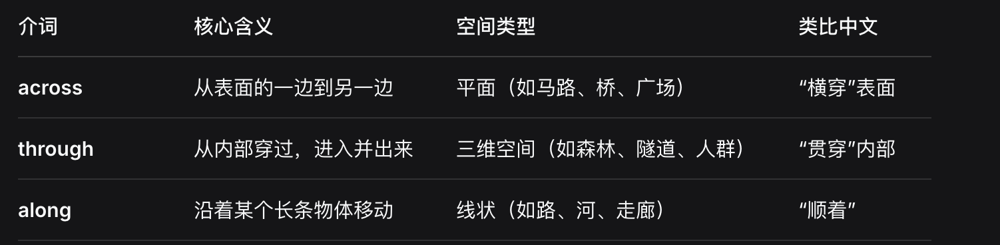 介词 核心含义 空间类型 类比中文
across 从表面的一边到另一边 平面（如马路、桥、广场） “横穿”表面
through 从内部穿过，进入并出来 三维空间（如森林、隧道、人群） “贯穿”内部
along 沿着某个长条物体移动 线状（如路、河、走廊） “顺着”